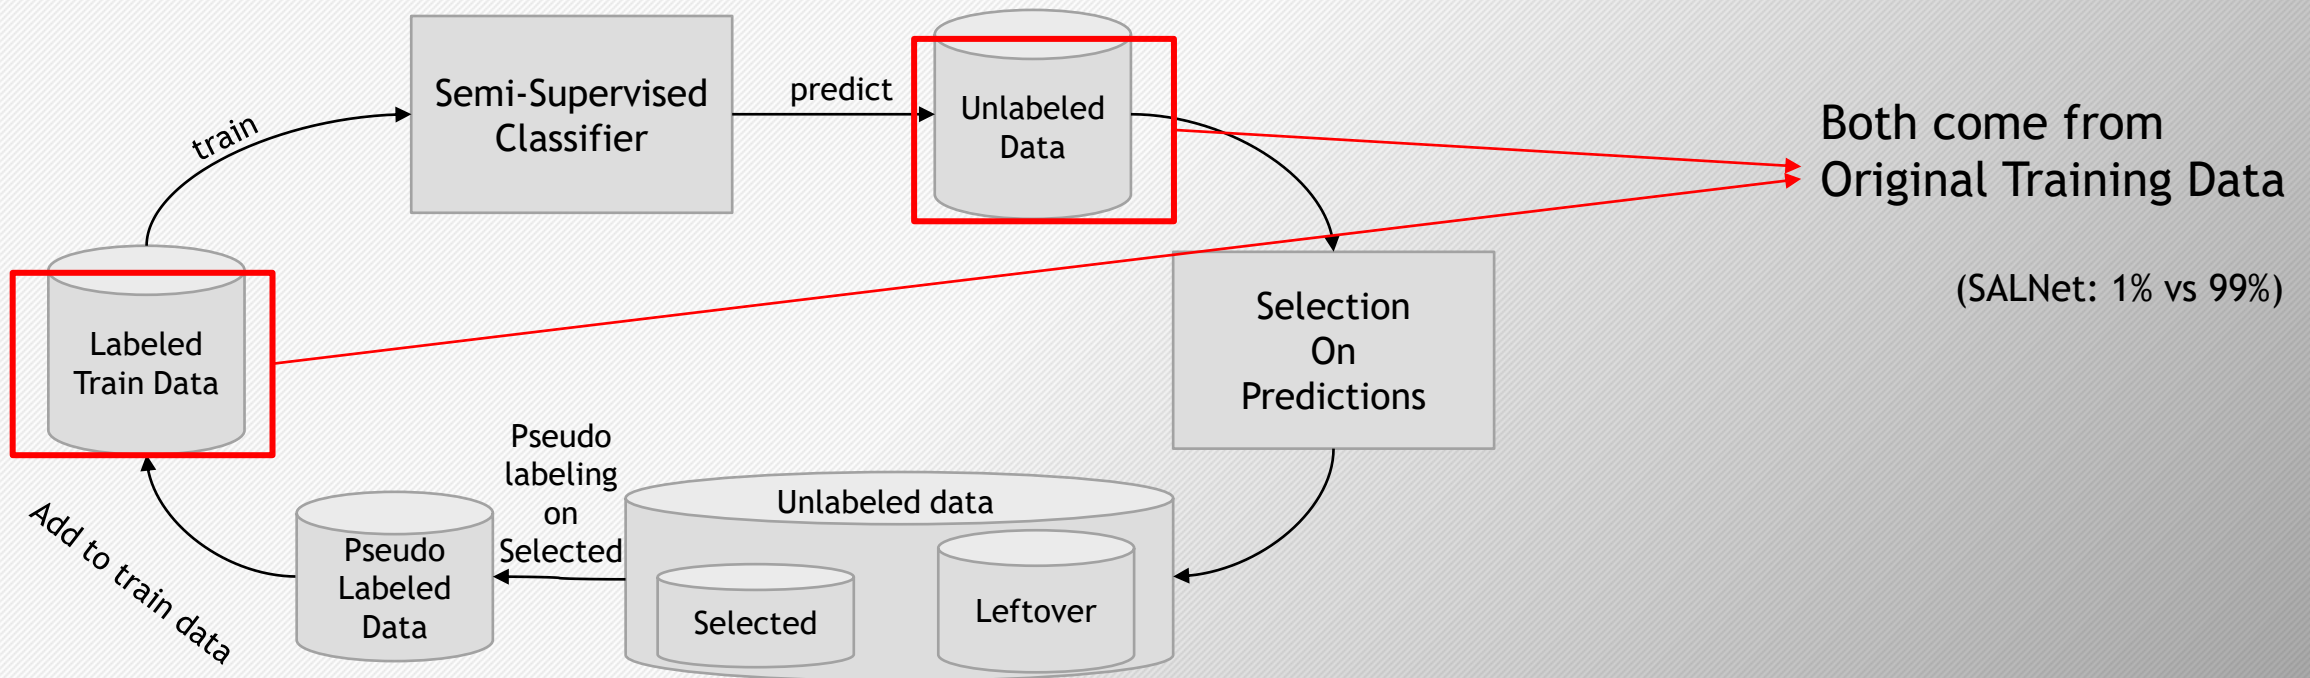 Semi-Supervised
Classifier
predict
Unlabeled
Data
Both come from
Original Training Data
(SALNet: 1% vs 99%)
train
Labeled
Train Data
Selection
On
Predictions
Pseudo
labeling
on
Selected
Unlabeled data
Selected
Leftover
Pseudo
Labeled
Data
Add to train data